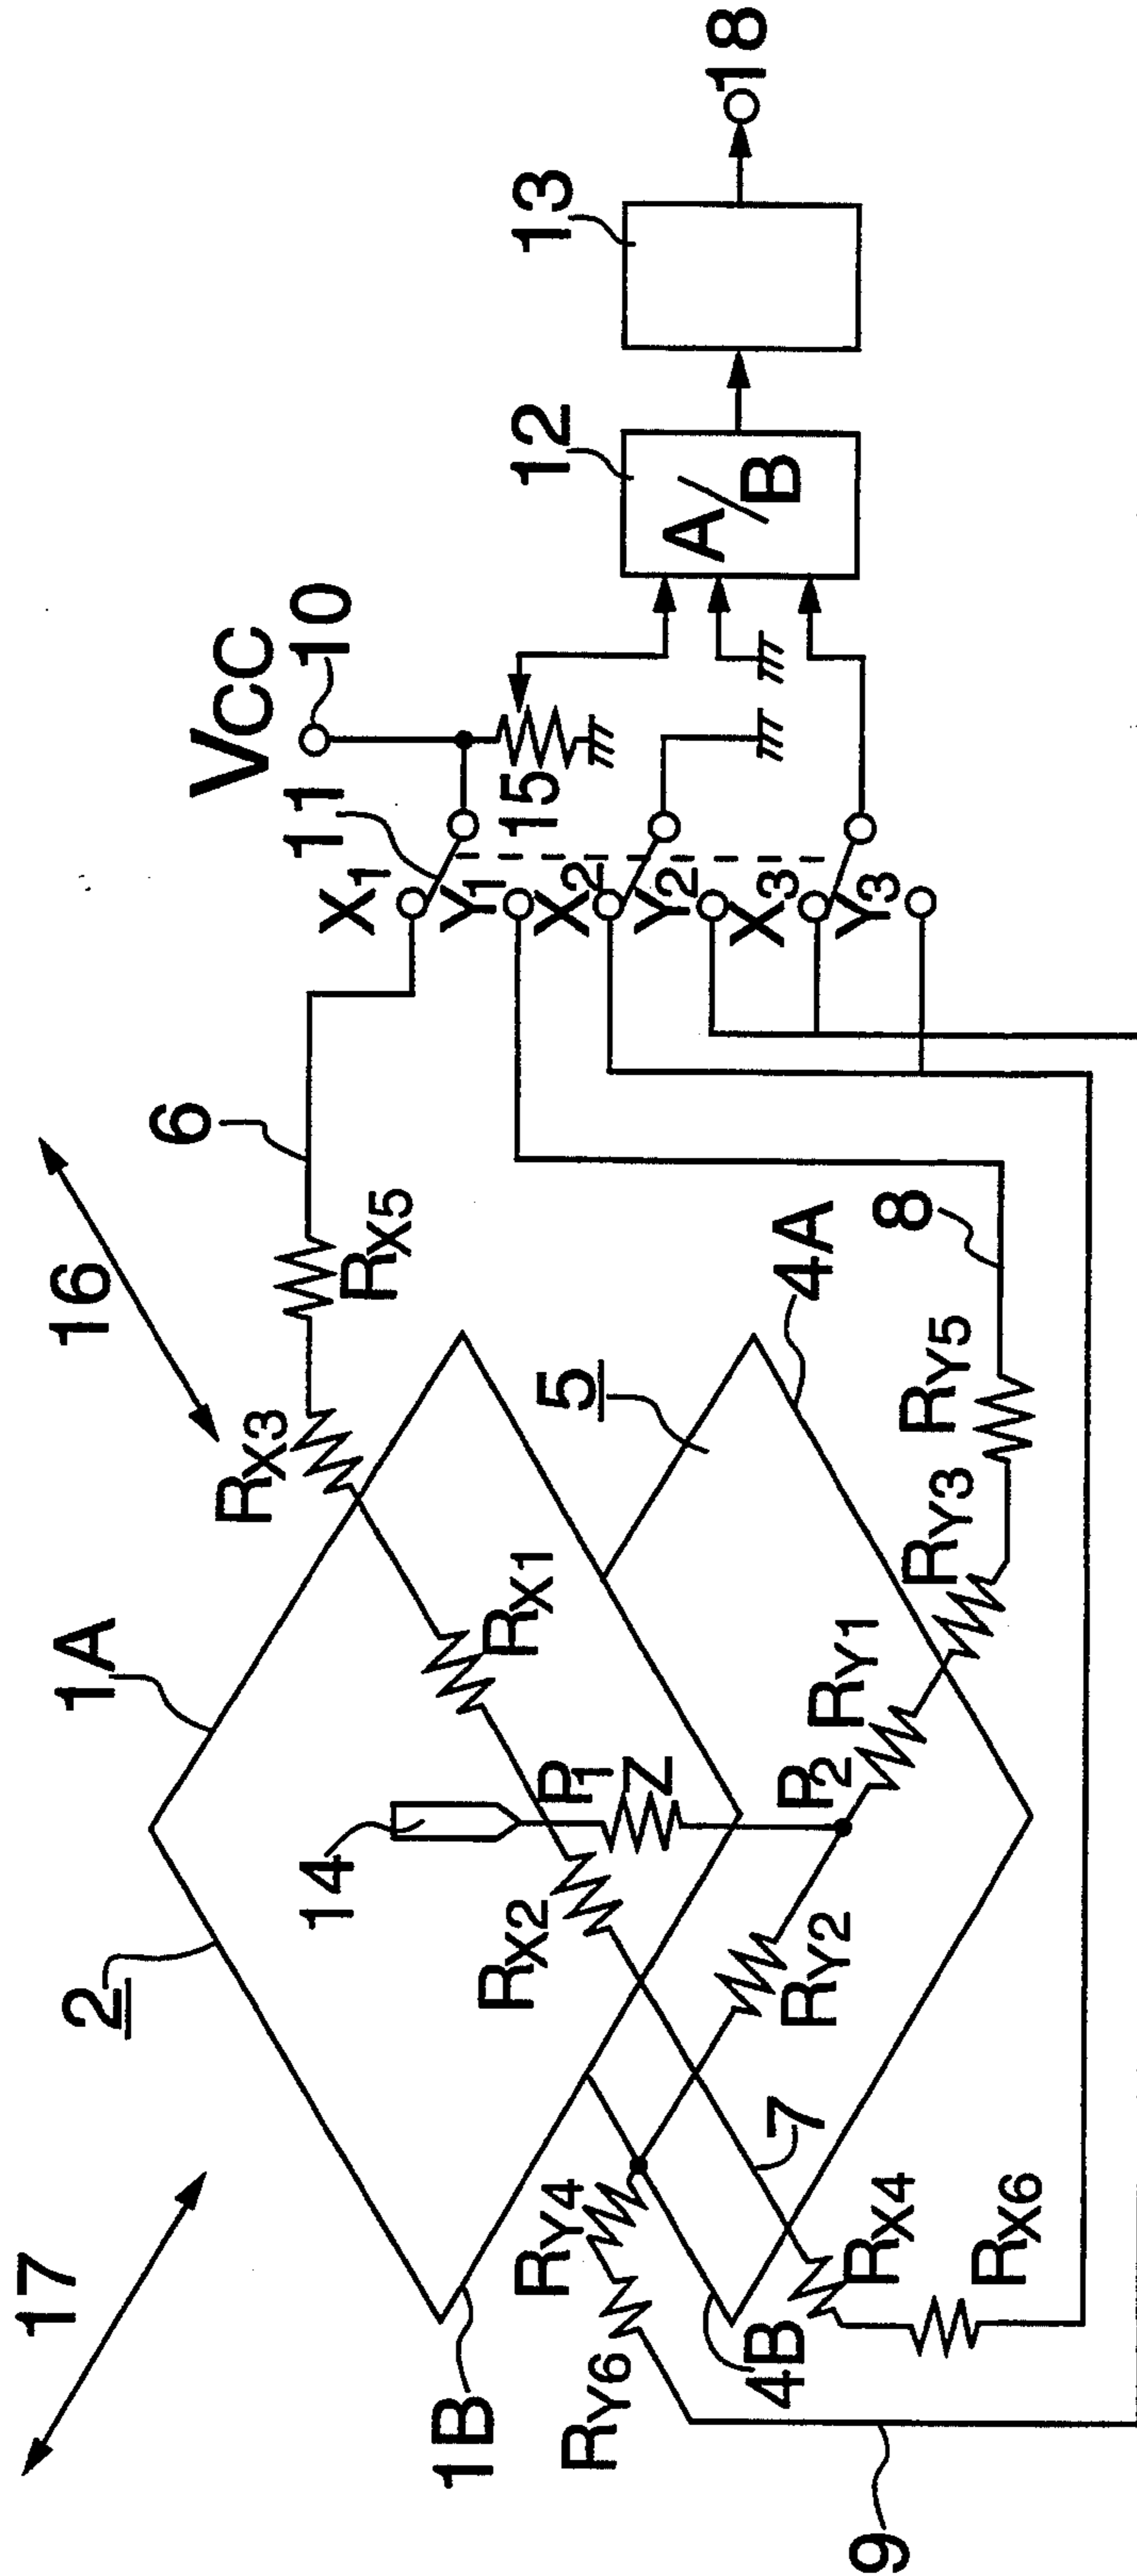 17
16
1A
2
1B
6
RX3
RX5
14
P1
Z
RX1
RX2
5
4A
P2
RY1
RY2
RY3
RY5
8
RY4
RY6
4B
7
RX4
RX6
9
VCC
10
11
X1
Y1
15
X2
Y2
X3
Y3
12
A/B
13
18